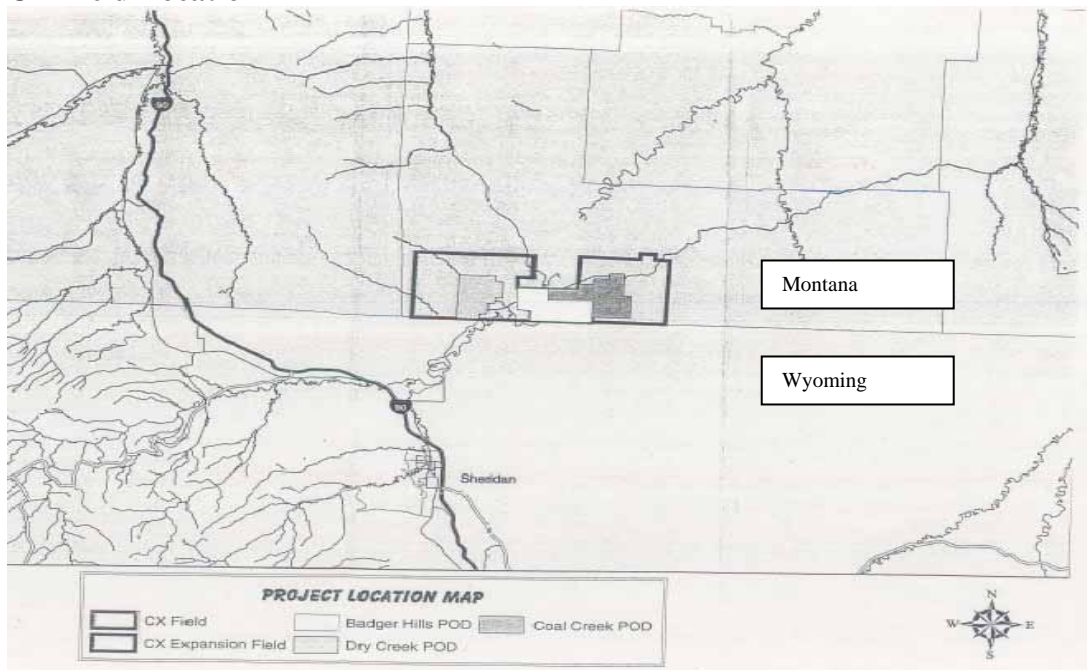 90
Montana
Wyoming
90
Sheridan
PROJECT LOCATION MAP
CX Field
Badger Hills POD
Coal Creek POD
CX Expansion Field
Dry Creek POD
N
W
E
S